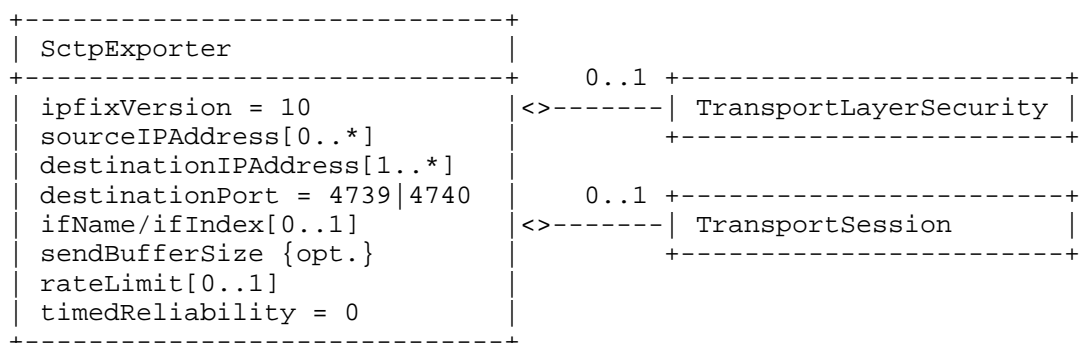 +------------------------------+
| SctpExporter                 |
+------------------------------+    0..1 +------------------------+
| ipfixVersion = 10            |<>-------| TransportLayerSecurity |
| sourceIPAddress[0..*]        |         +------------------------+
| destinationIPAddress[1..*]   |
| destinationPort = 4739|4740  |    0..1 +------------------------+
| ifName/ifIndex[0..1]         |<>-------| TransportSession       |
| sendBufferSize {opt.}        |         +------------------------+
| rateLimit[0..1]              |
| timedReliability = 0         |
+------------------------------+